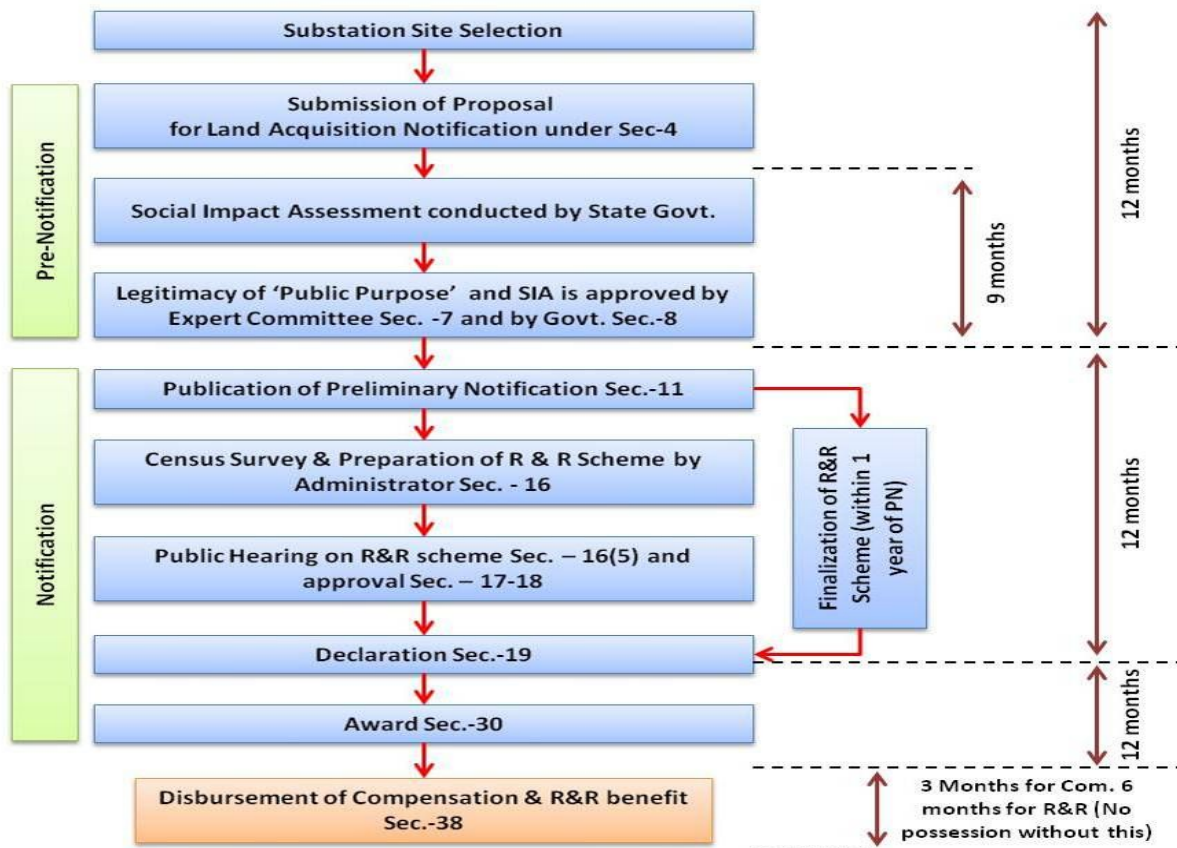 Substation Site Selection
Pre-Notification
Submission of Proposal
for Land Acquisition Notification under Sec-4
Social Impact Assessment conducted by State Govt.
Legitimacy of ‘Public Purpose’ and SIA is approved by
Expert Committee Sec. -7 and by Govt. Sec.-8
9 months
12 months
Notification
Publication of Preliminary Notification Sec.-11
Census Survey & Preparation of R & R Scheme by
Administrator Sec. - 16
Public Hearing on R&R scheme Sec. – 16(5) and
approval Sec. – 17-18
Finalization of R&R
Scheme (within 1
year of PN)
12 months
Declaration Sec.-19
Award Sec.-30
12 months
Disbursement of Compensation & R&R benefit
Sec.-38
3 Months for Com. 6
months for R&R (No
possession without this)